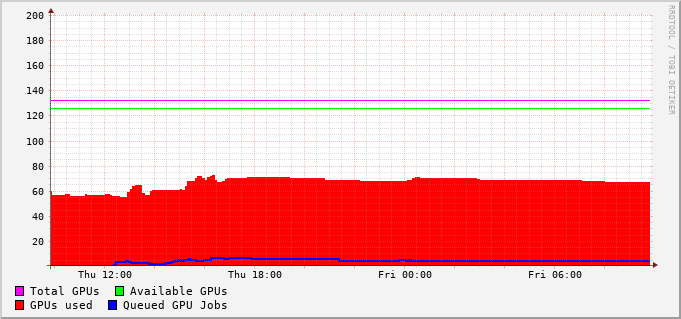 200
180
160
140
120
100
80
60
40
20
Thu 12:00 Thu 18:00 Fri 00:00 Fri 06:00
Total GPUs Available GPUs
GPUs used Queued GPU Jobs
RRDTOOL / TOBI OETIKER